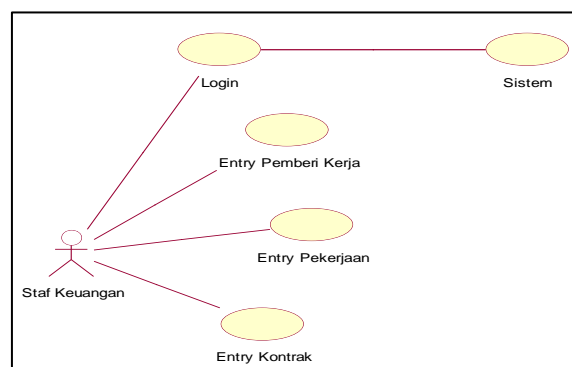 Login
Sistem
Entry Pemberi Kerja
Entry Pekerjaan
Staf Keuangan
Entry Kontrak